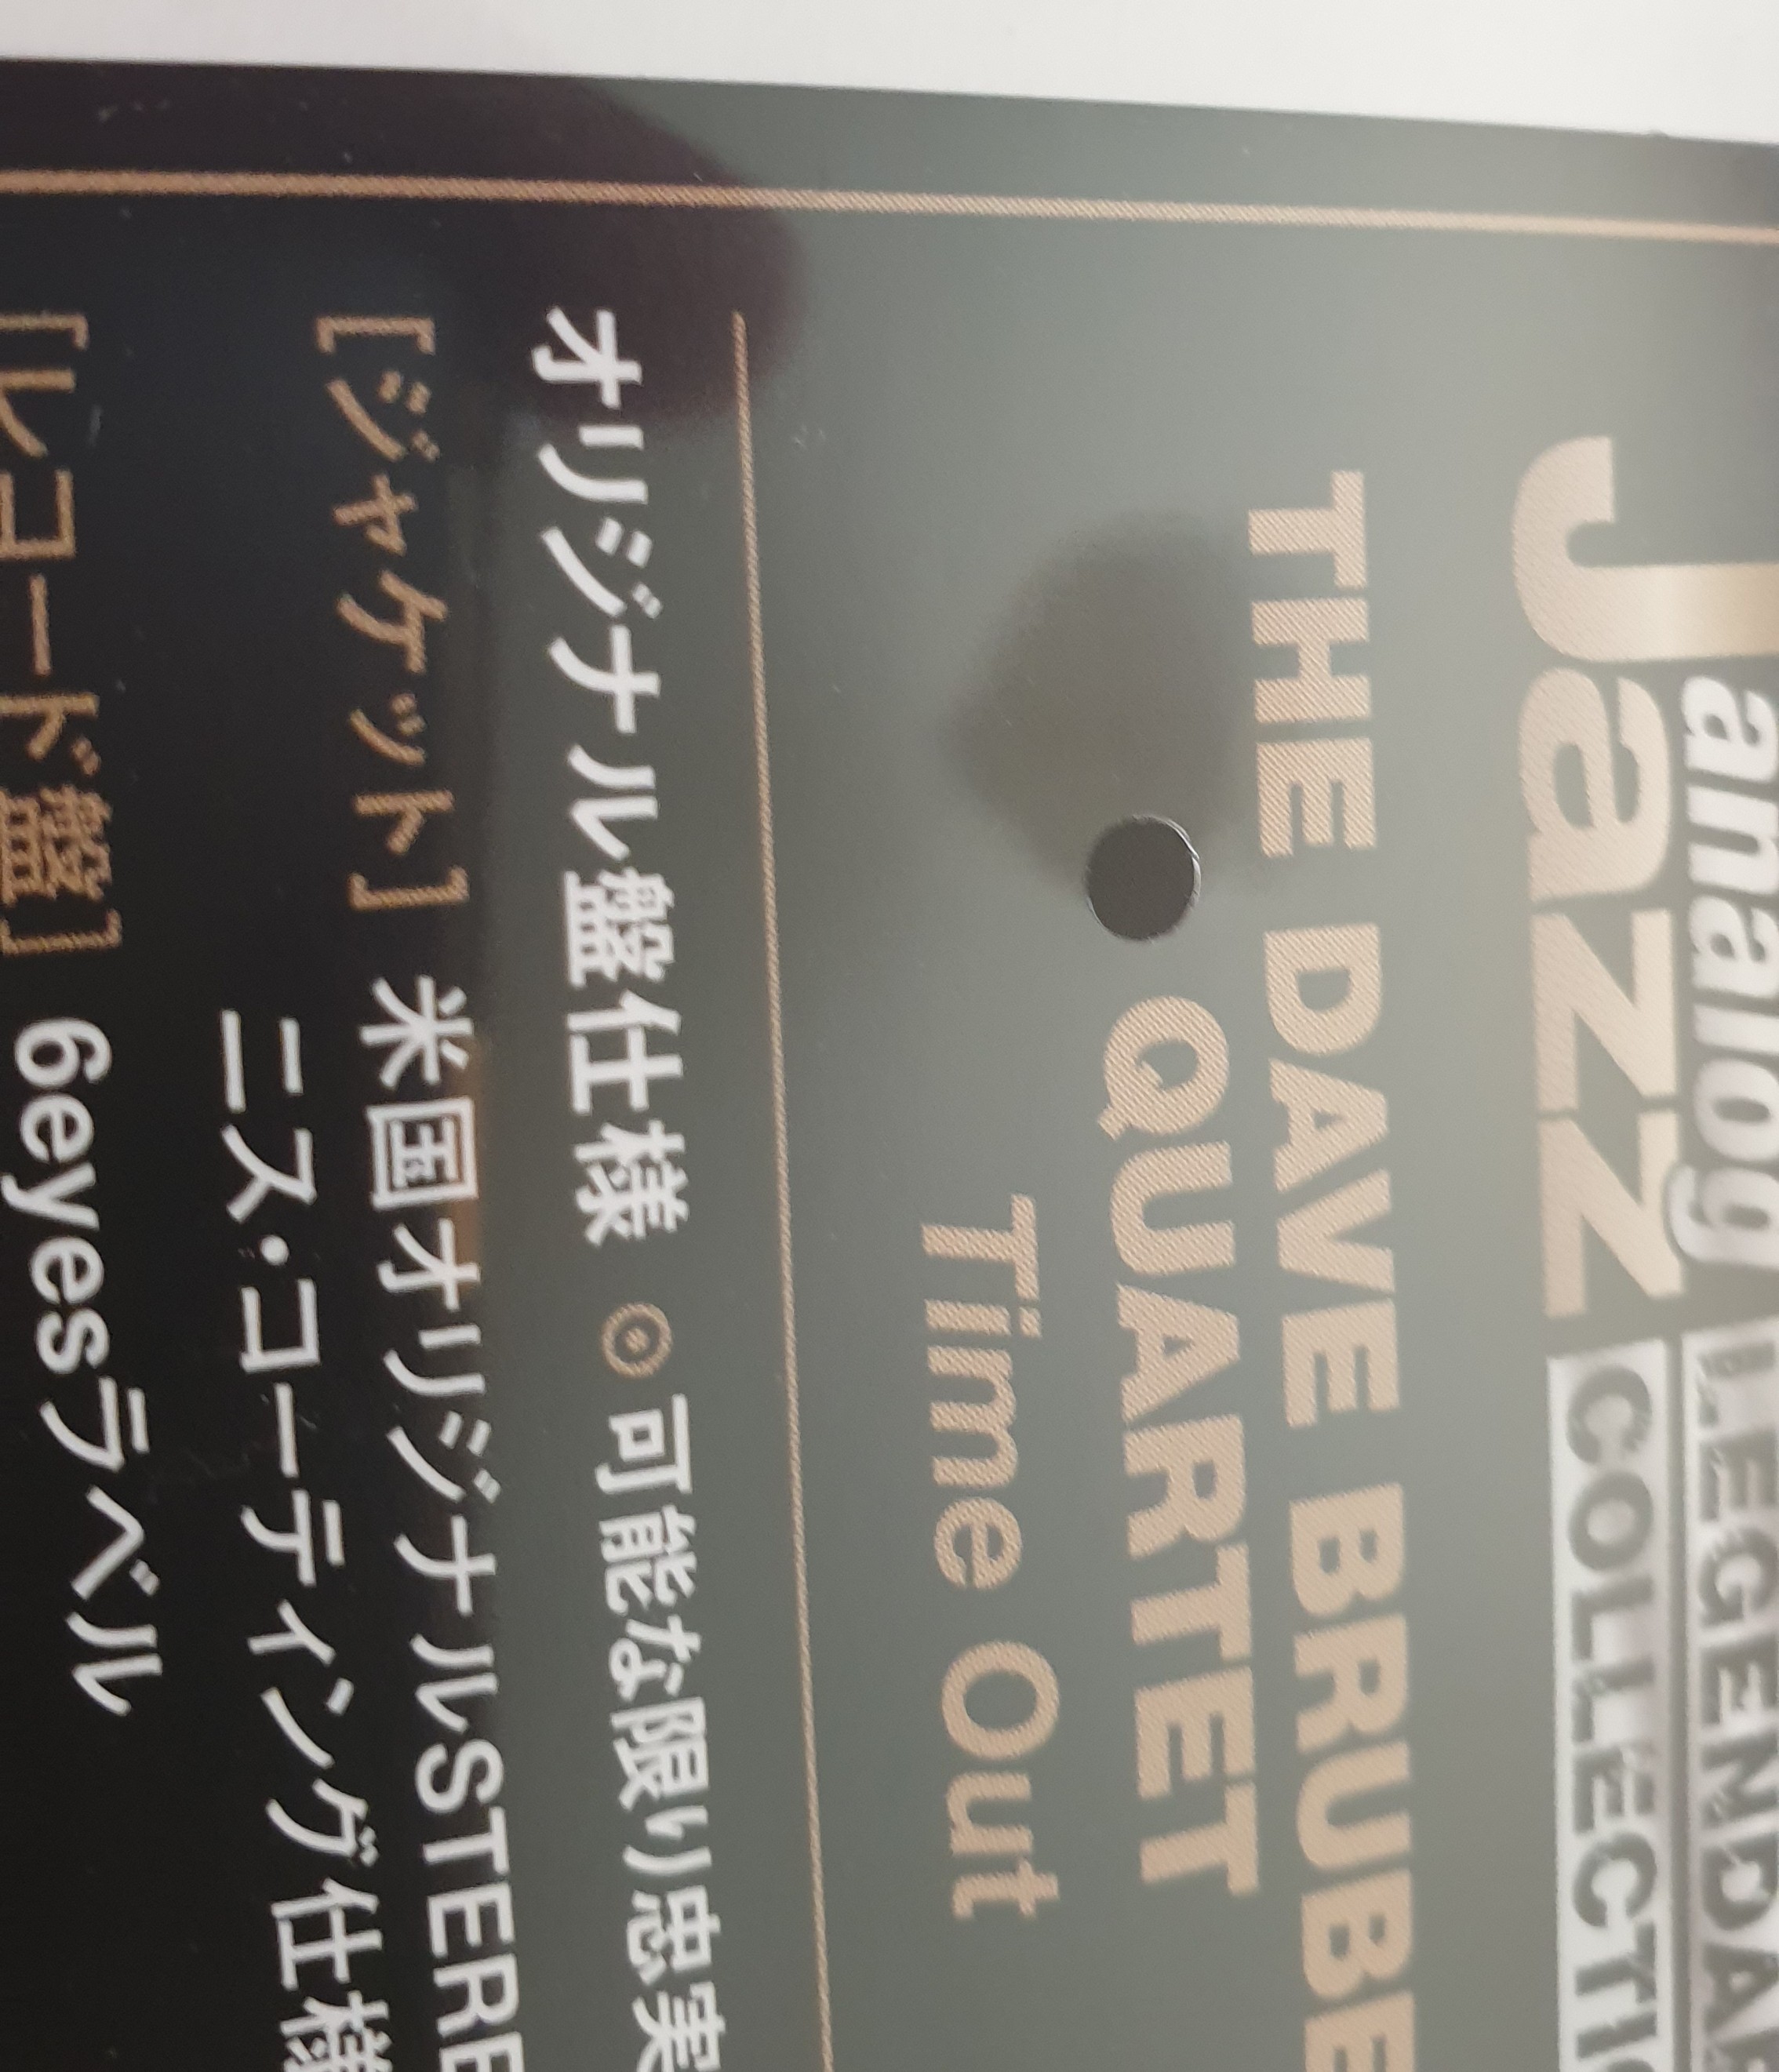 analog LEGENDAR
Jazz COLLECTIO
THE DAVE BRUBE
QUARTET
Time Out
オリジナル盤仕様 ◎ 可能な限り忠実
［ジャケット］ 米国オリジナルSTERE
ニス・コーティング仕様
［レコード盤］ 6eyesラベル